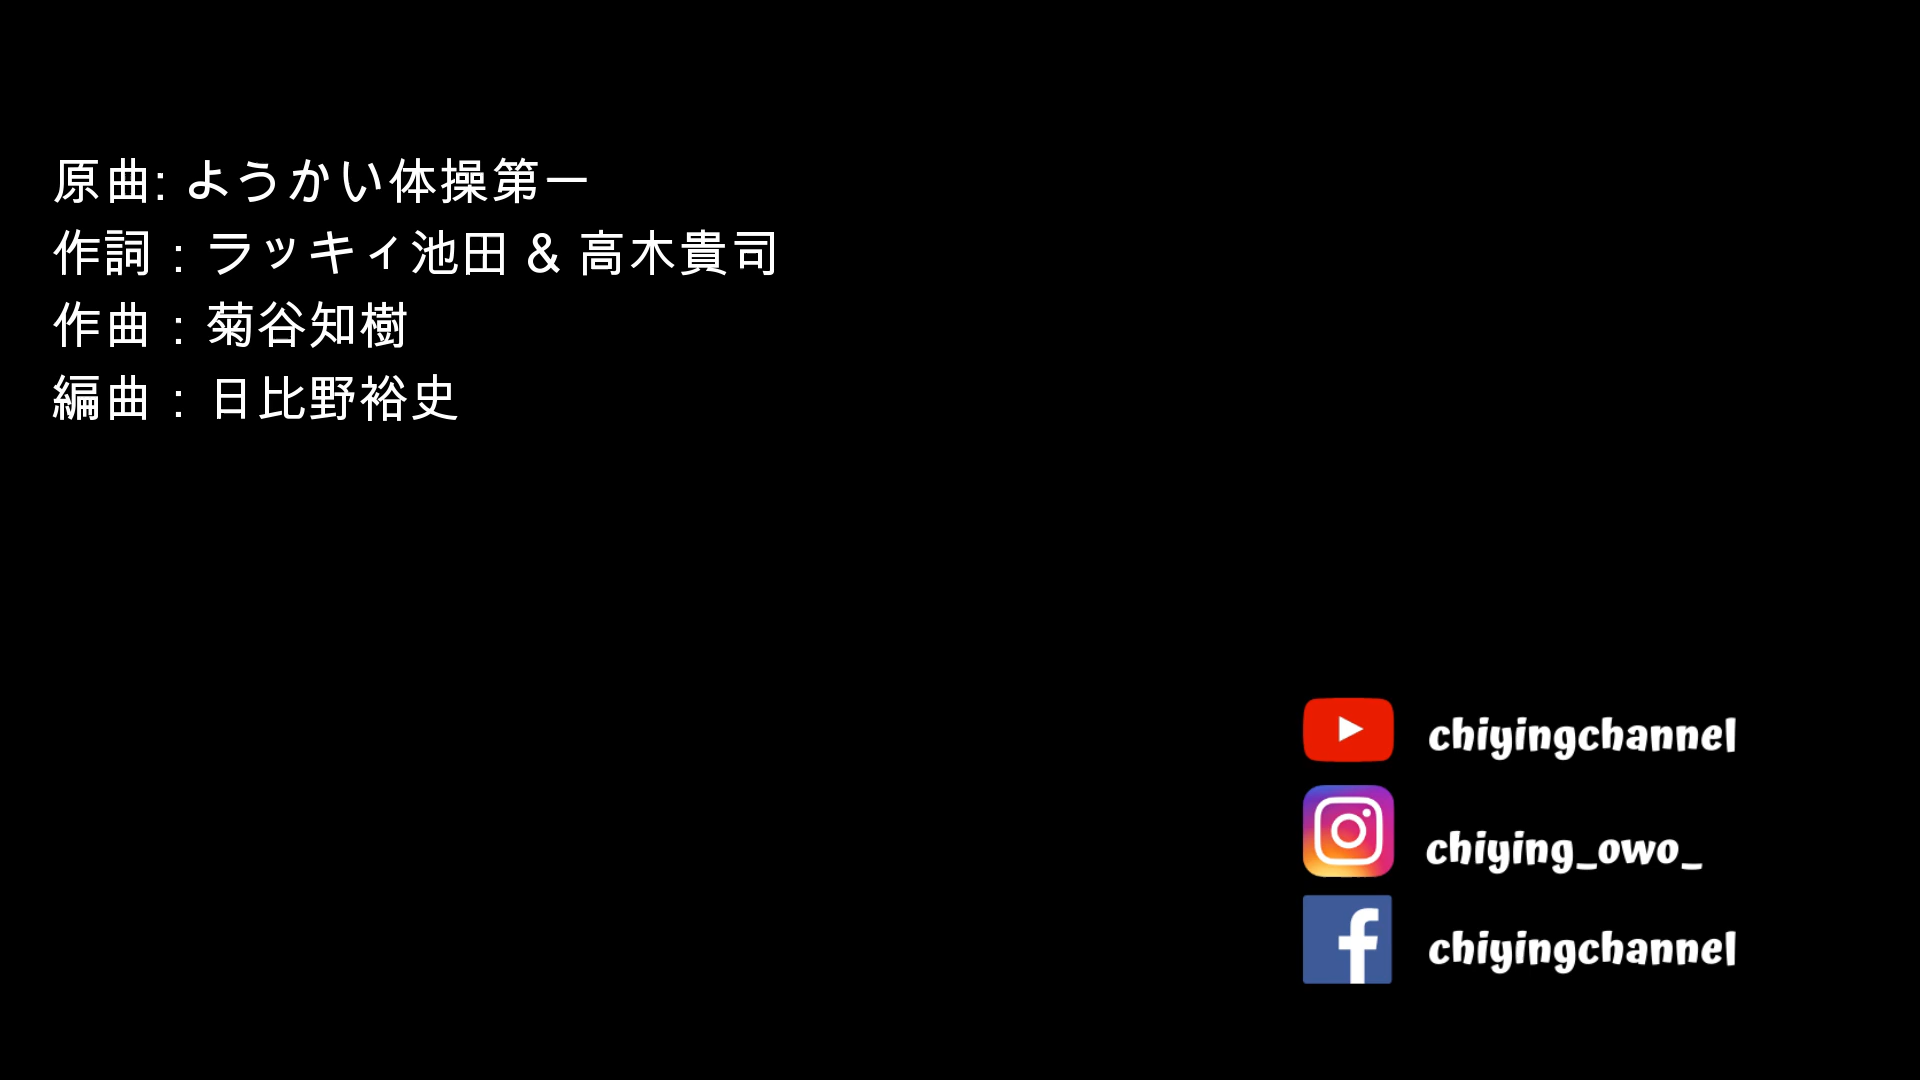 原曲: ようかい体操第一
作詞：ラッキィ池田 & 高木貴司
作曲：菊谷知樹
編曲：日比野裕史
chiyingchannel
chiying_owo_
chiyingchannel